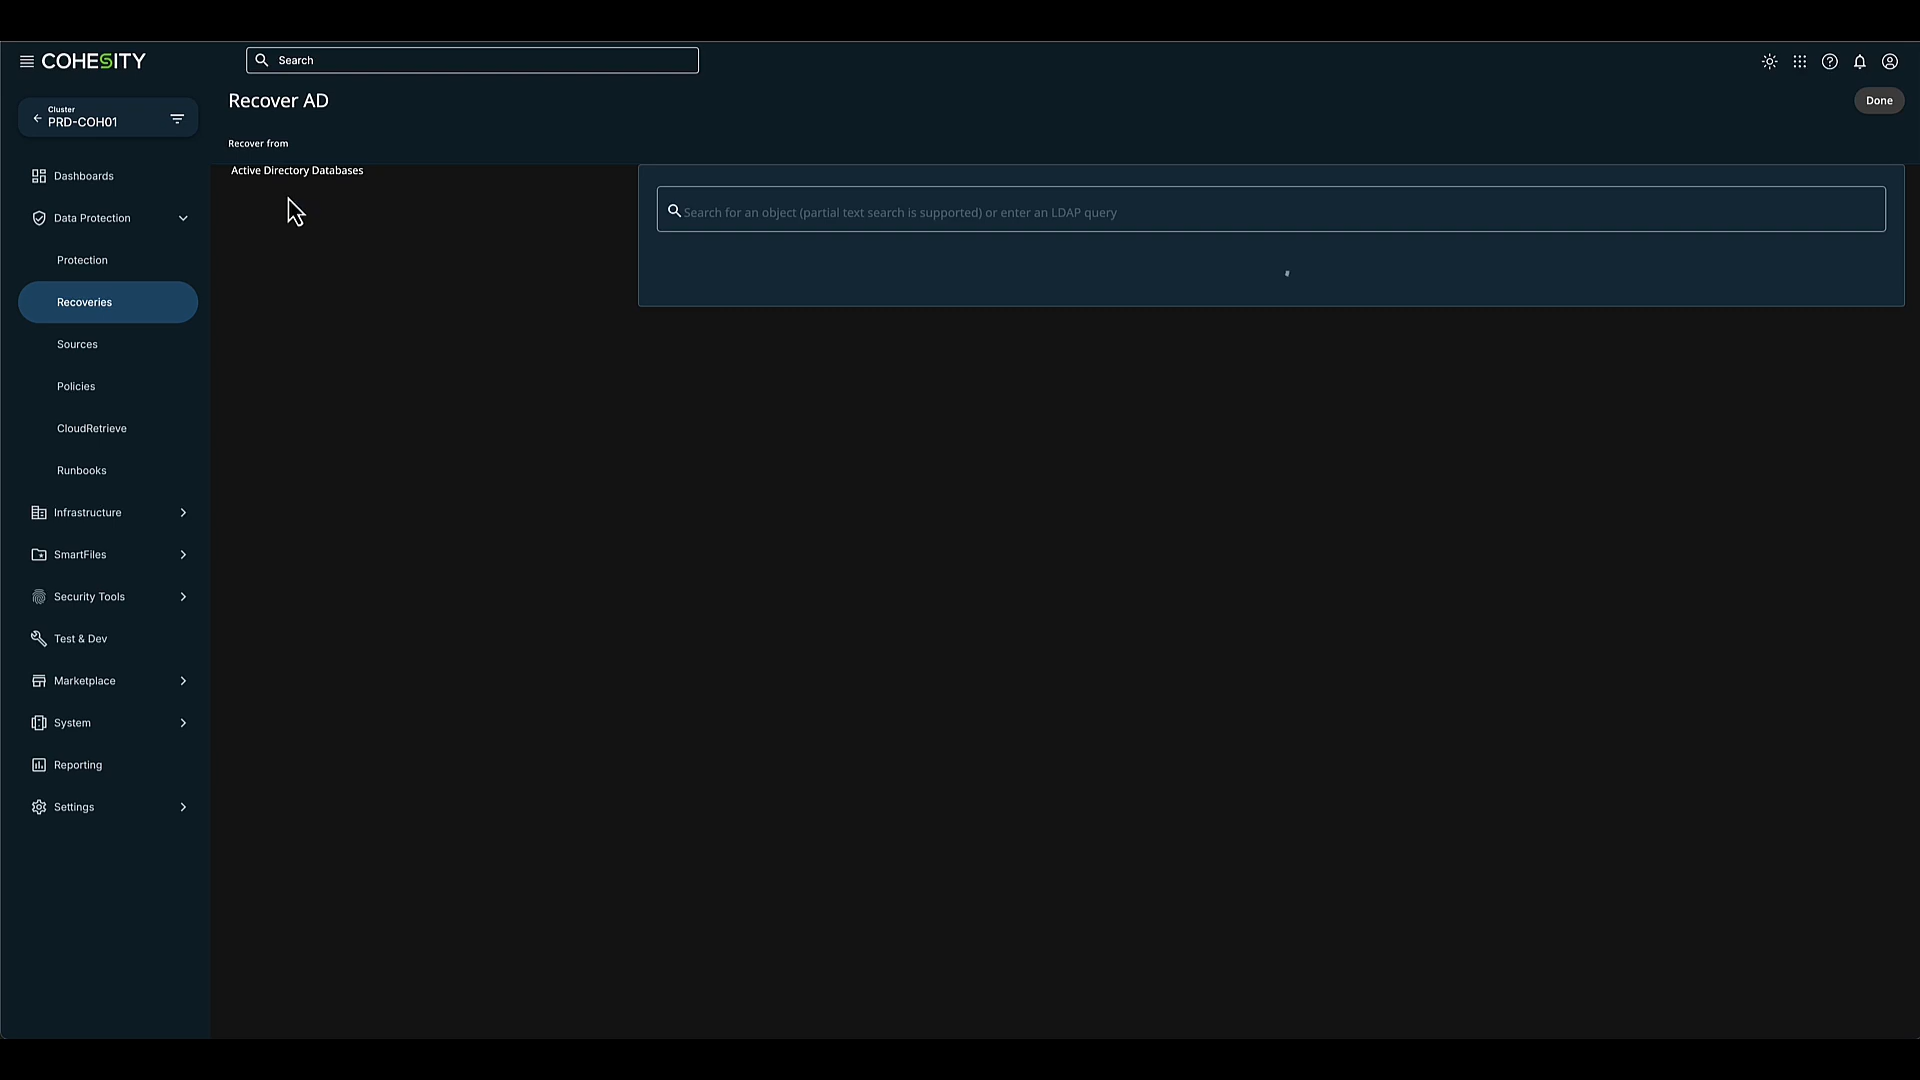 COHESITY
Search
Recover AD
Done
Cluster
PRD-COH01
Recover from
Active Directory Databases
Search for an object (partial text search is supported) or enter an LDAP query
Dashboards
Data Protection
Protection
Recoveries
Sources
Policies
CloudRetrieve
Runbooks
Infrastructure
SmartFiles
Security Tools
Test & Dev
Marketplace
System
Reporting
Settings